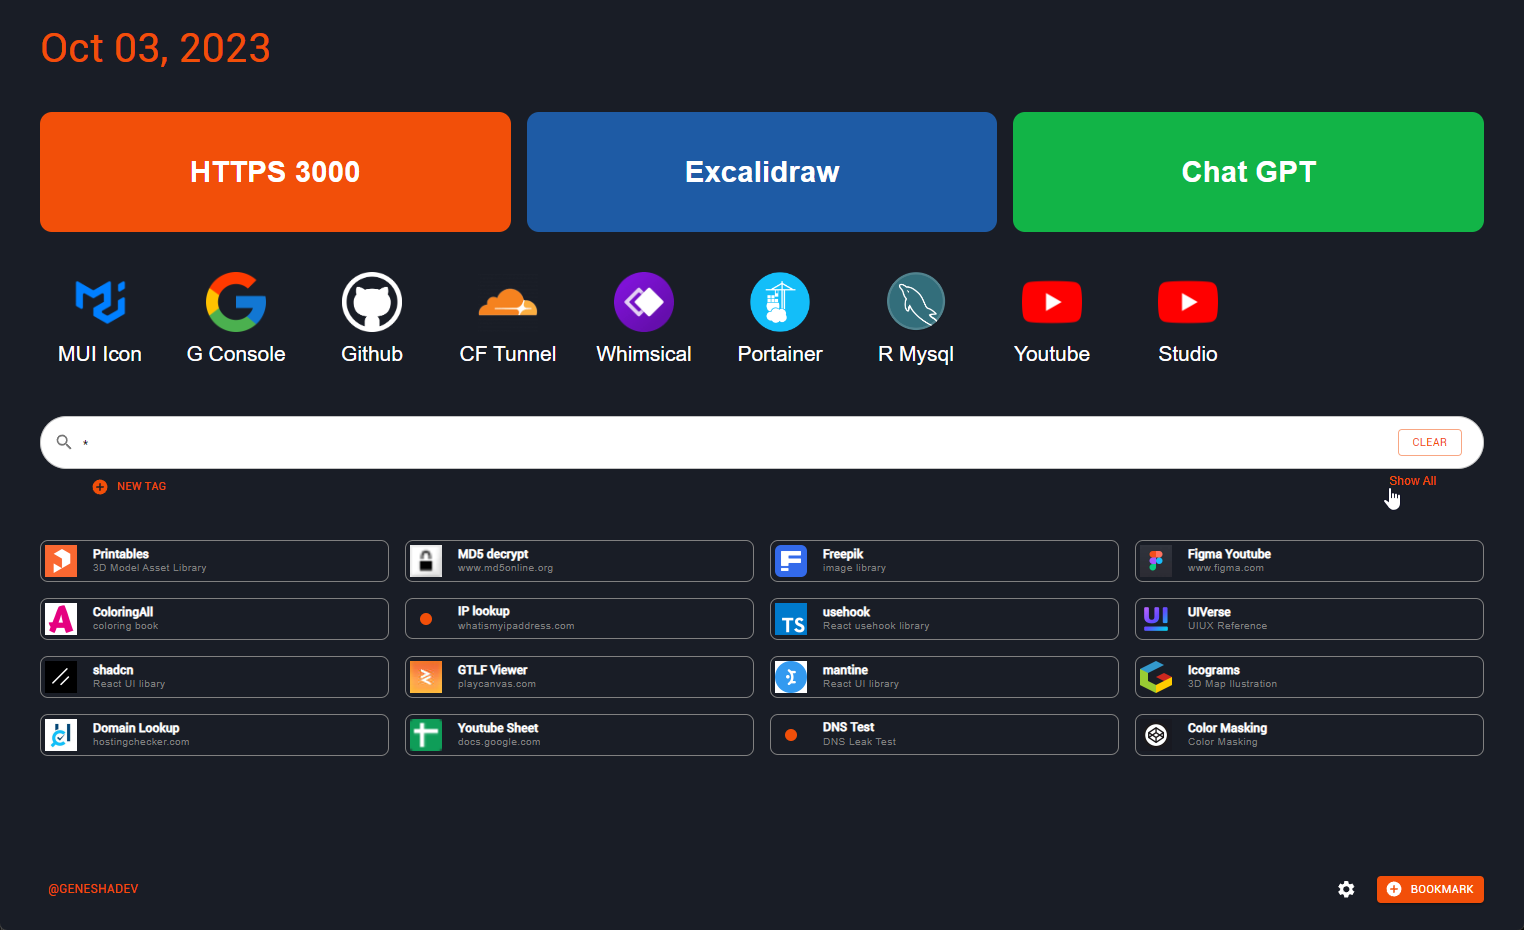 Oct 03, 2023
HTTPS 3000
Excalidraw
Chat GPT
MUI Icon
G Console
Github
CF Tunnel
Whimsical
Portainer
R Mysql
Youtube
Studio
*
CLEAR
NEW TAG
Show All
Printables
3D Model Asset Library
MD5 decrypt
www.md5online.org
Freepik
image library
Figma Youtube
www.figma.com
ColoringAll
coloring book
IP lookup
whatismyipaddress.com
TS
usehook
React usehook library
UI
UIVerse
UIUX Reference
shadcn
React UI libary
GTLF Viewer
playcanvas.com
mantine
React UI library
Icograms
3D Map Ilustration
Domain Lookup
hostingchecker.com
Youtube Sheet
docs.google.com
DNS Test
DNS Leak Test
Color Masking
Color Masking
@GENESHADEV
BOOKMARK